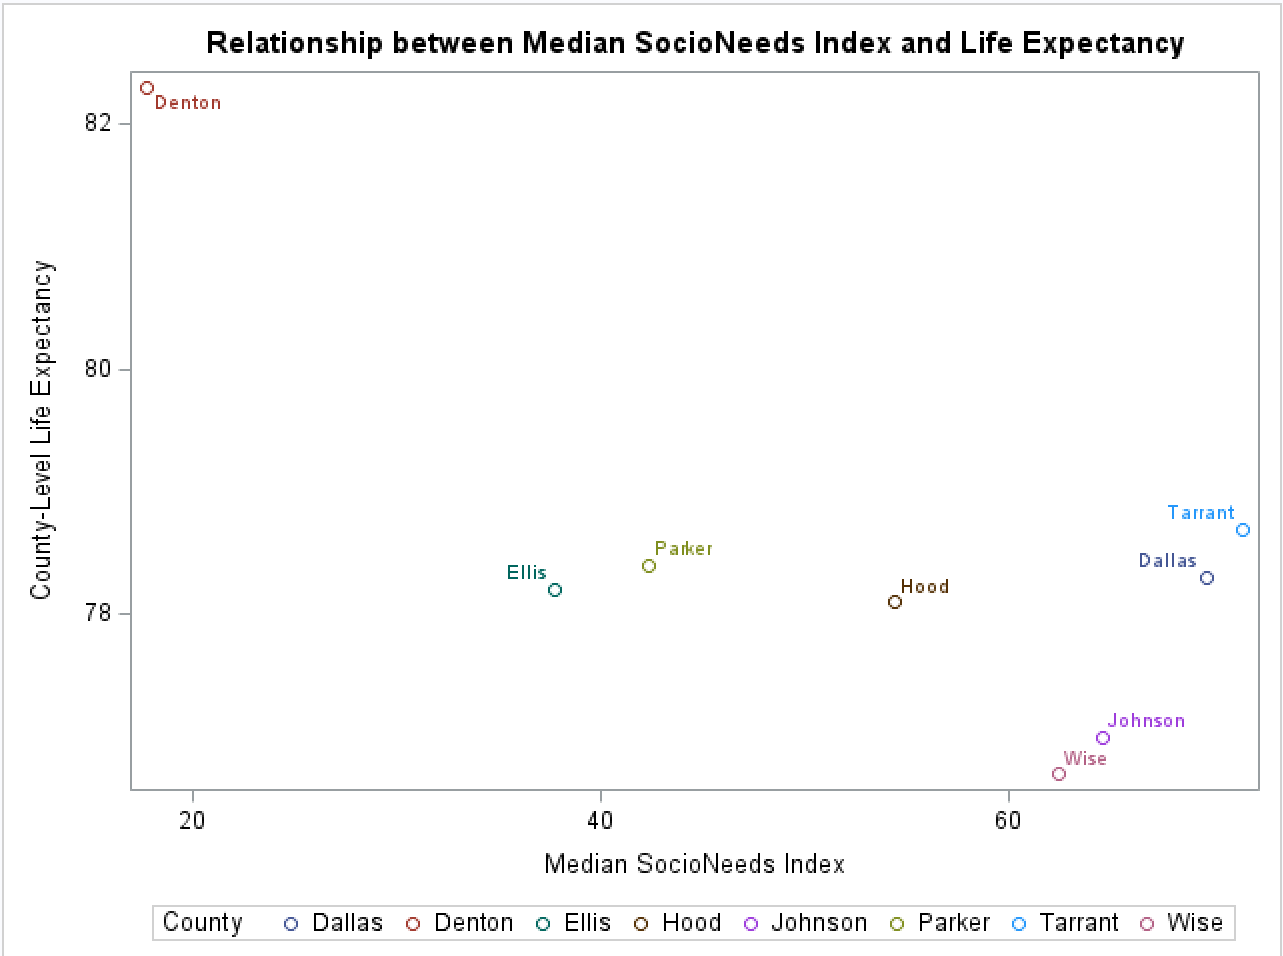 Relationship between Median SocioNeeds Index and Life Expectancy
Denton
82
80
78
County-Level Life Expectancy
Tarrant
Parker
Dallas
Ellis
Hood
Johnson
Wise
20 40 60
Median SocioNeeds Index
County Dallas Denton Ellis Hood Johnson Parker Tarrant Wise